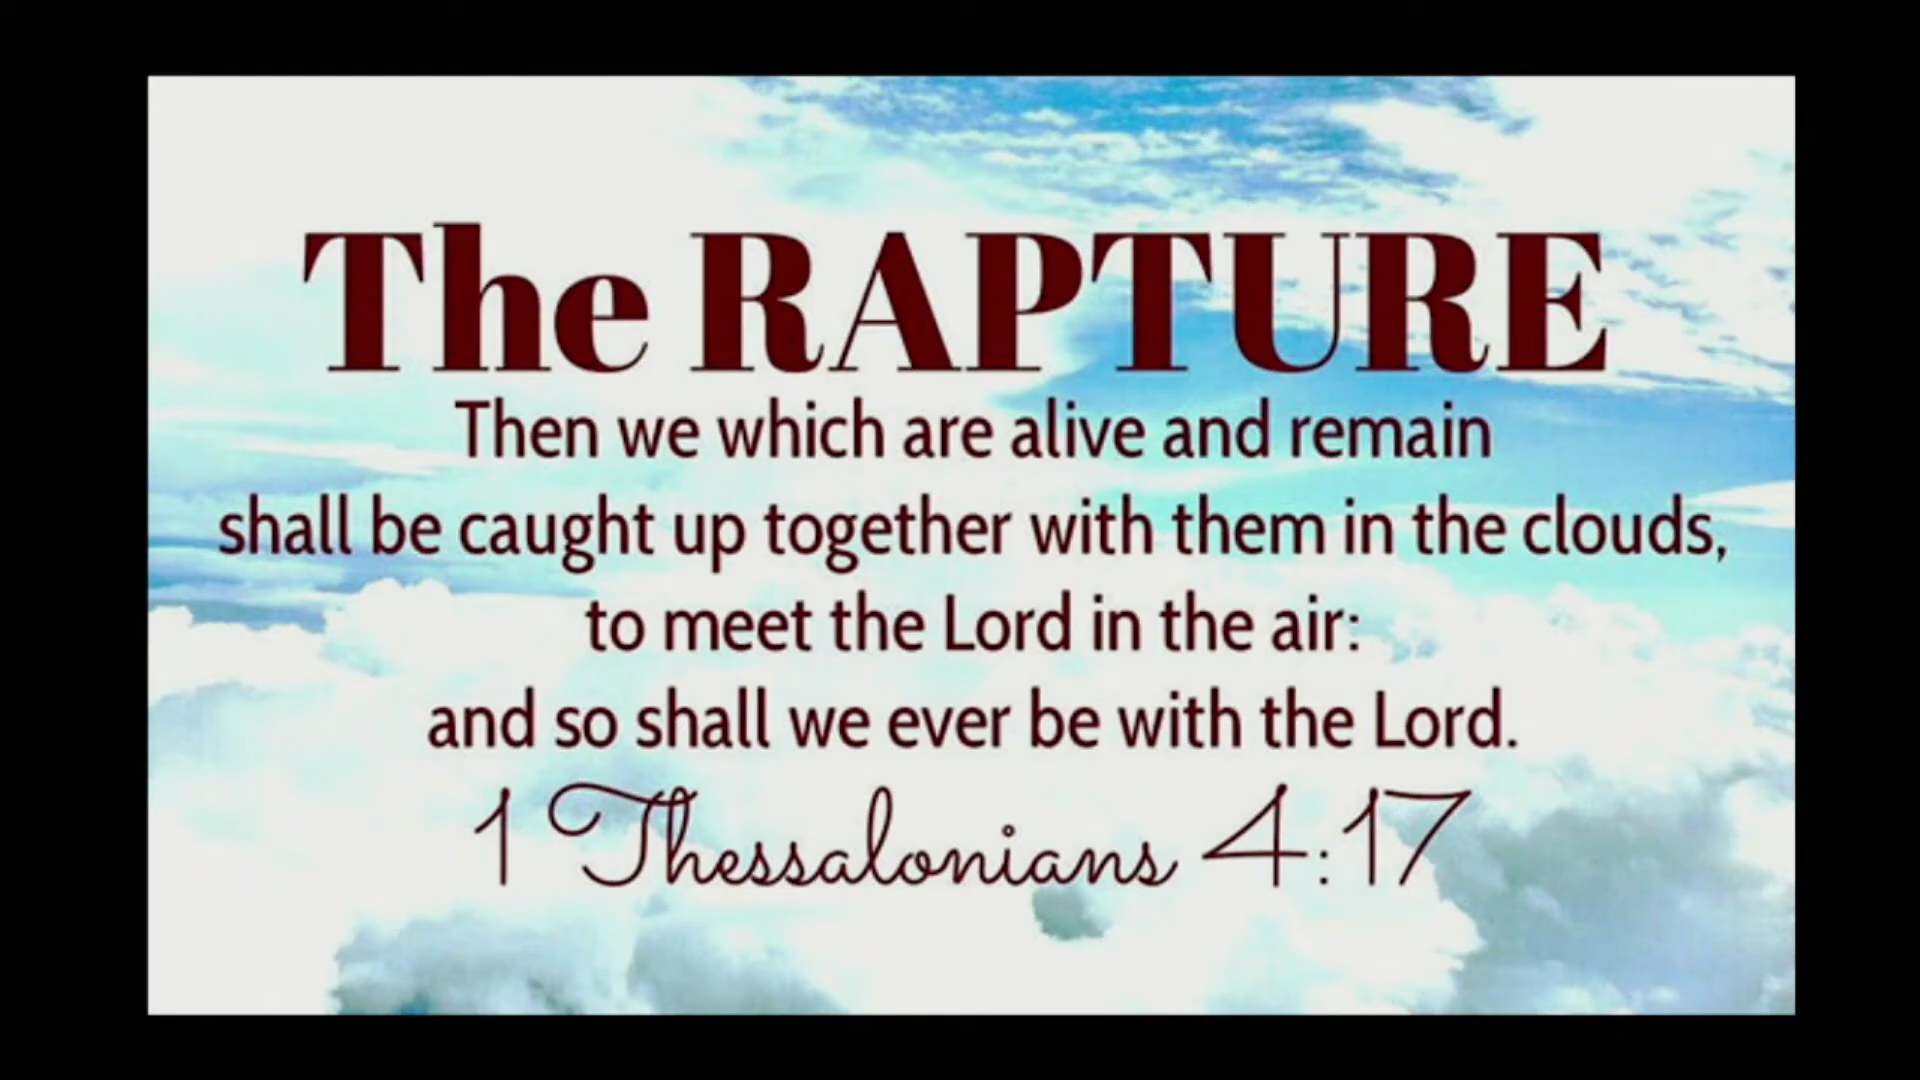 The RAPTURE
Then we which are alive and remain
shall be caught up together with them in the clouds,
to meet the Lord in the air:
and so shall we ever be with the Lord.
1 Thessalonians 4:17